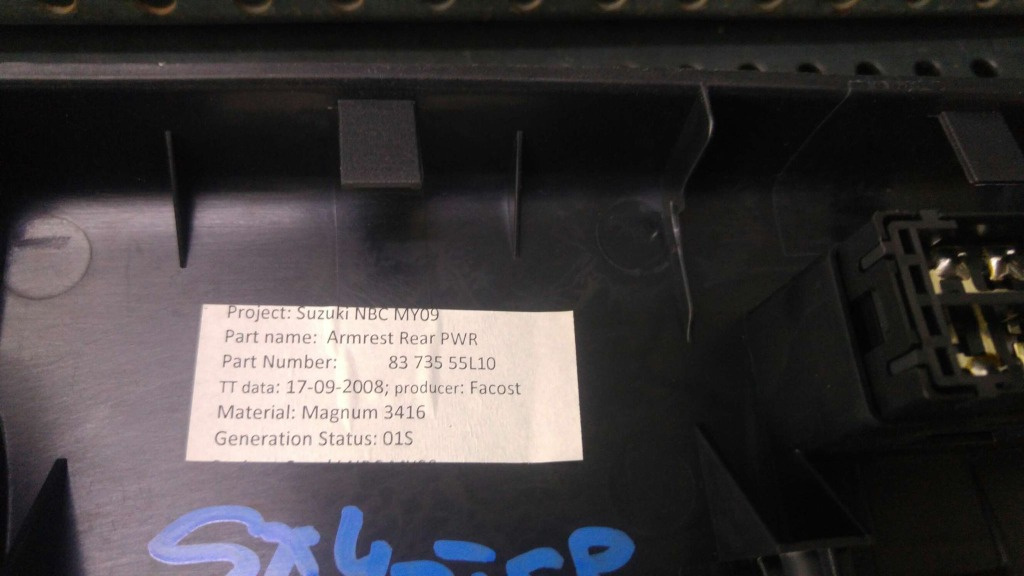 Project: Suzuki NBC MY09
Part name: Armrest Rear PWR
Part Number: 83 735 55L10
TT data: 17-09-2008; producer: Facost
Material: Magnum 3416
Generation Status: 01S
SX4